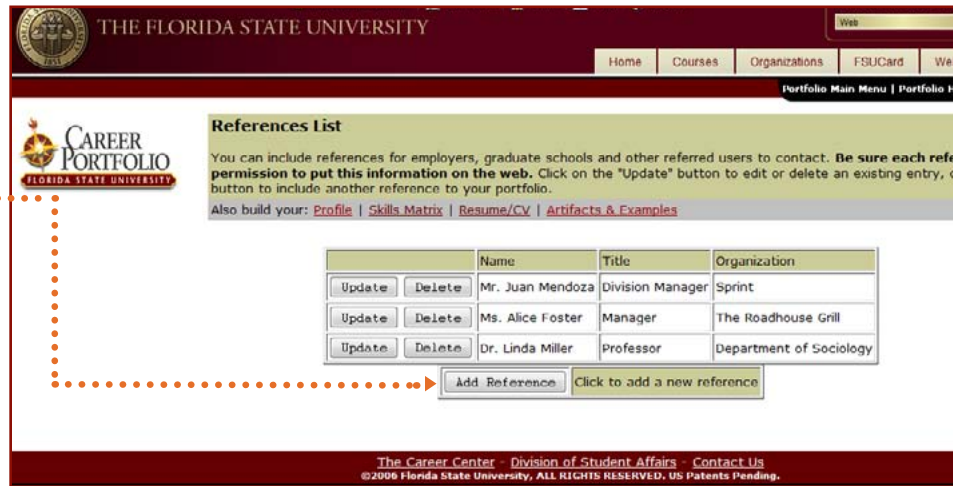 THE FLORIDA STATE UNIVERSITY
1851
Web
Home Courses Organizations FSUCard
Portfolio Main Menu |
CAREER
PORTFOLIO
FLORIDA STATE UNIVERSITY
References List
You can include references for employers, graduate schools and other referred users to contact. Be sure each
permission to put this information on the web. Click on the "Update" button to edit or delete an existing entry,
button to include another reference to your portfolio.
Also build your: Profile | Skills Matrix | Resume/CV | Artifacts & Examples
Name Title Organization
Update Delete Mr. Juan Mendoza Division Manager Sprint
Update Delete Ms. Alice Foster Manager The Roadhouse Grill
Update Delete Dr. Linda Miller Professor Department of Sociology
Add Reference Click to add a new reference
The Career Center - Division of Student Affairs - Contact Us
©2006 Florida State University, ALL RIGHTS RESERVED. US Patents Pending.